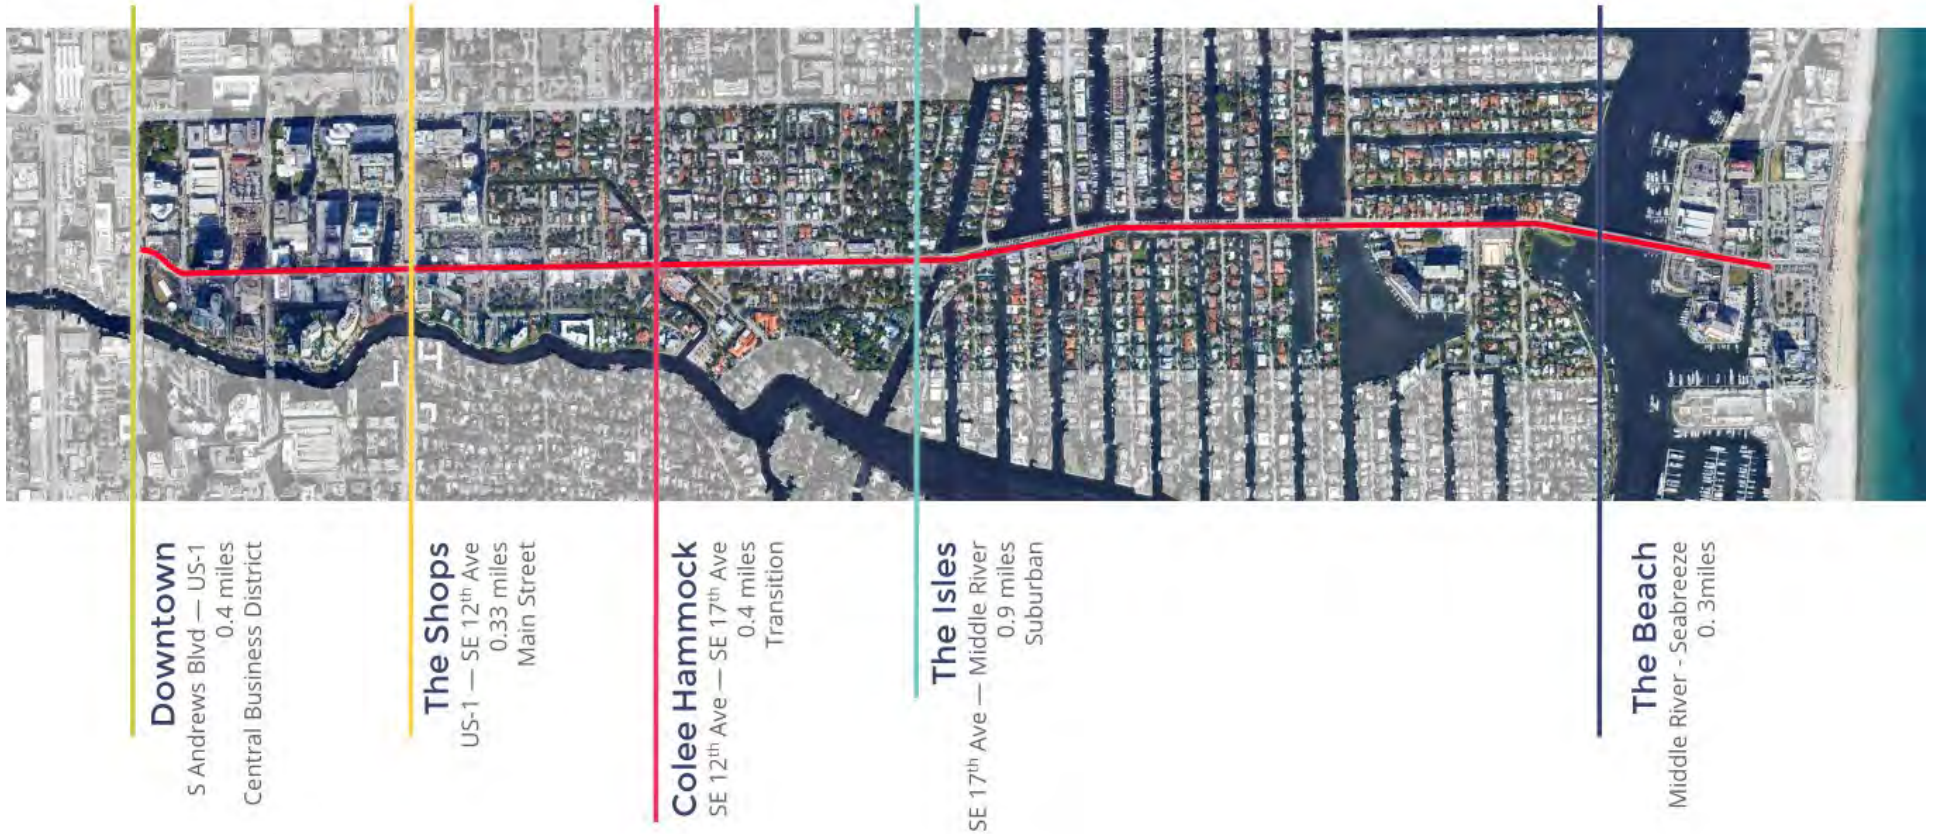 Downtown
S Andrews Blvd — US-1
0.4 miles
Central Business District
The Shops
US-1 — SE 12th Ave
0.33 miles
Main Street
Colee Hammock
SE 12th Ave — SE 17th Ave
0.4 miles
Transition
The Isles
SE 17th Ave — Middle River
0.9 miles
Suburban
The Beach
Middle River - Seabreeze
0. 3miles